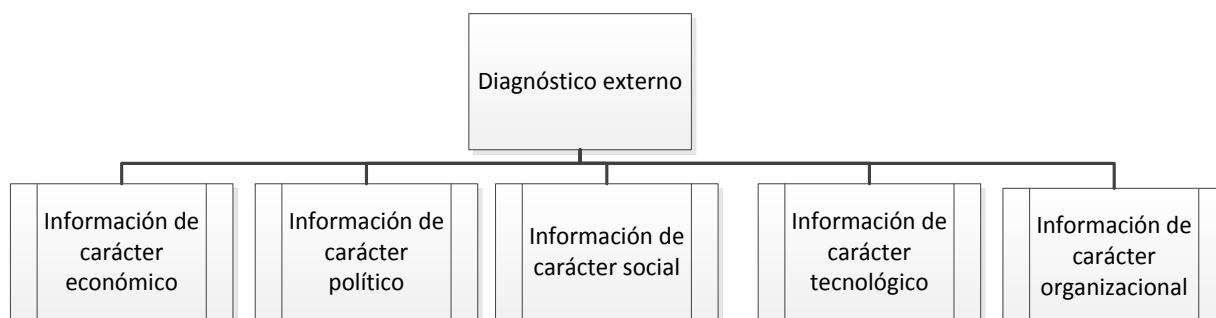 Diagnóstico externo
Información de
carácter
económico
Información de
carácter
político
Información de
carácter social
Información de
carácter
tecnológico
Información de
carácter
organizacional